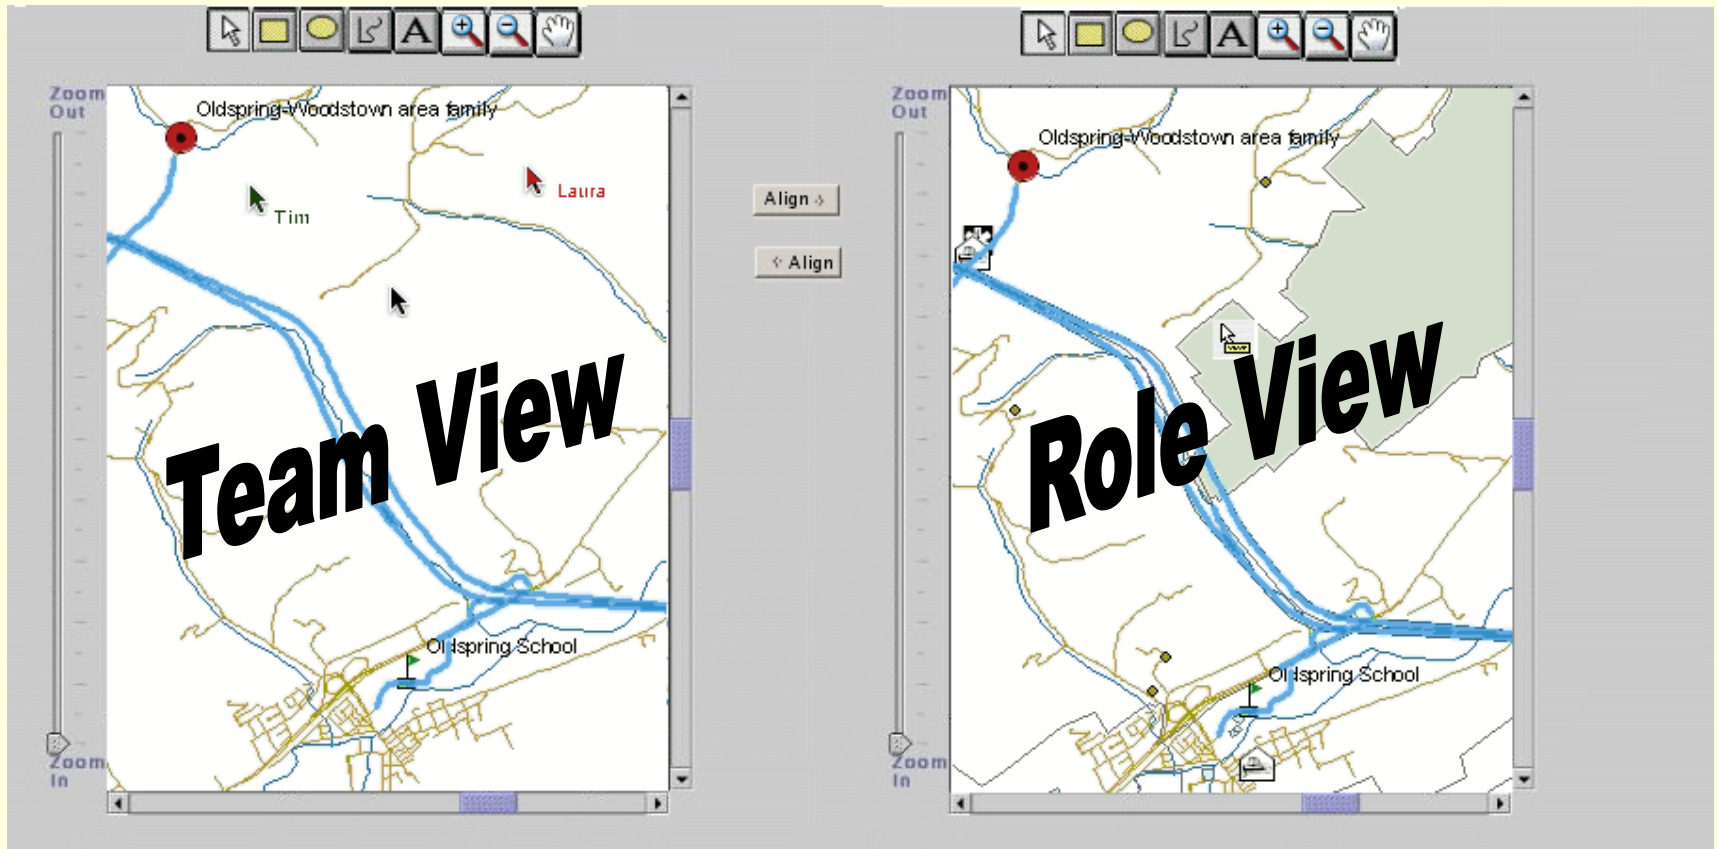 A
A
Zoom
Out
Oldspring-Woodstown area family
Tim
Laura
Team View
Oldspring School
Zoom
In
Align
Align
Zoom
Out
Oldspring-Woodstown area family
Role View
Oldspring School
Zoom
In